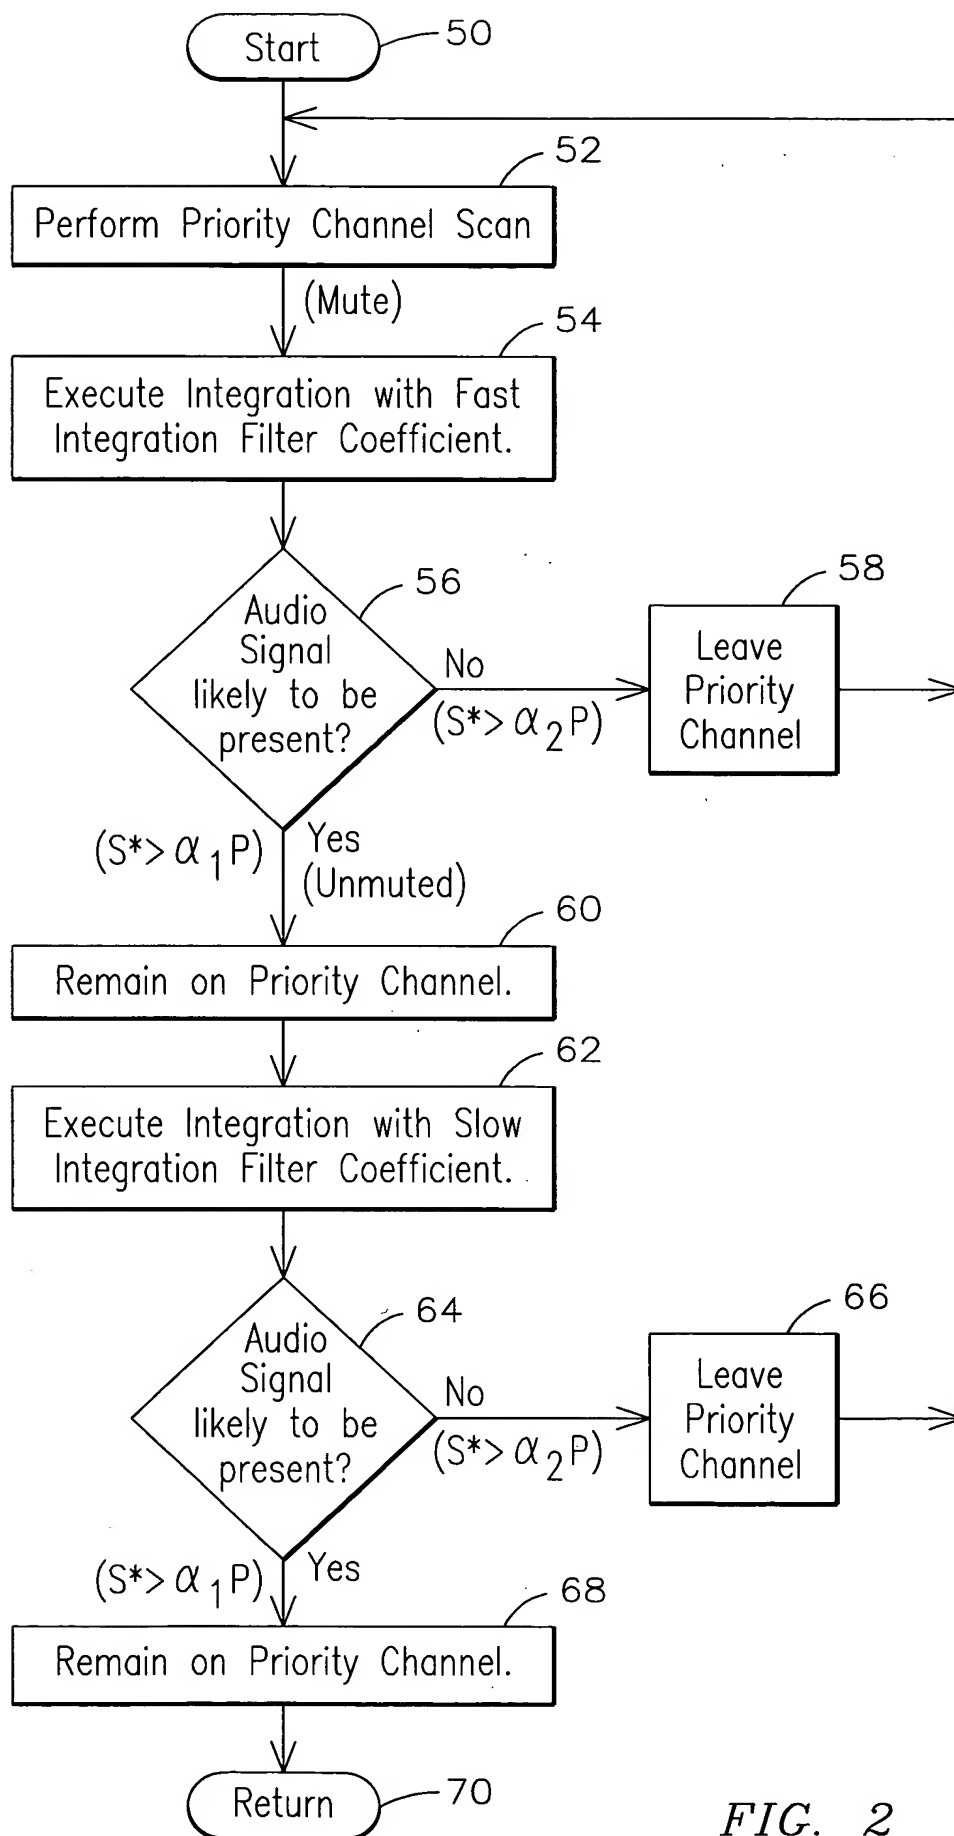 Start
50
52
Perform Priority Channel Scan
(Mute)
54
Execute Integration with Fast
Integration Filter Coefficient.
56
Audio
Signal
likely to be
present?
No
(S*> α₂P)
58
Leave
Priority
Channel
(S*> α₁P)
Yes
(Unmuted)
60
Remain on Priority Channel.
62
Execute Integration with Slow
Integration Filter Coefficient.
64
Audio
Signal
likely to be
present?
No
(S*> α₂P)
66
Leave
Priority
Channel
(S*> α₁P)
Yes
68
Remain on Priority Channel.
Return
70
FIG. 2